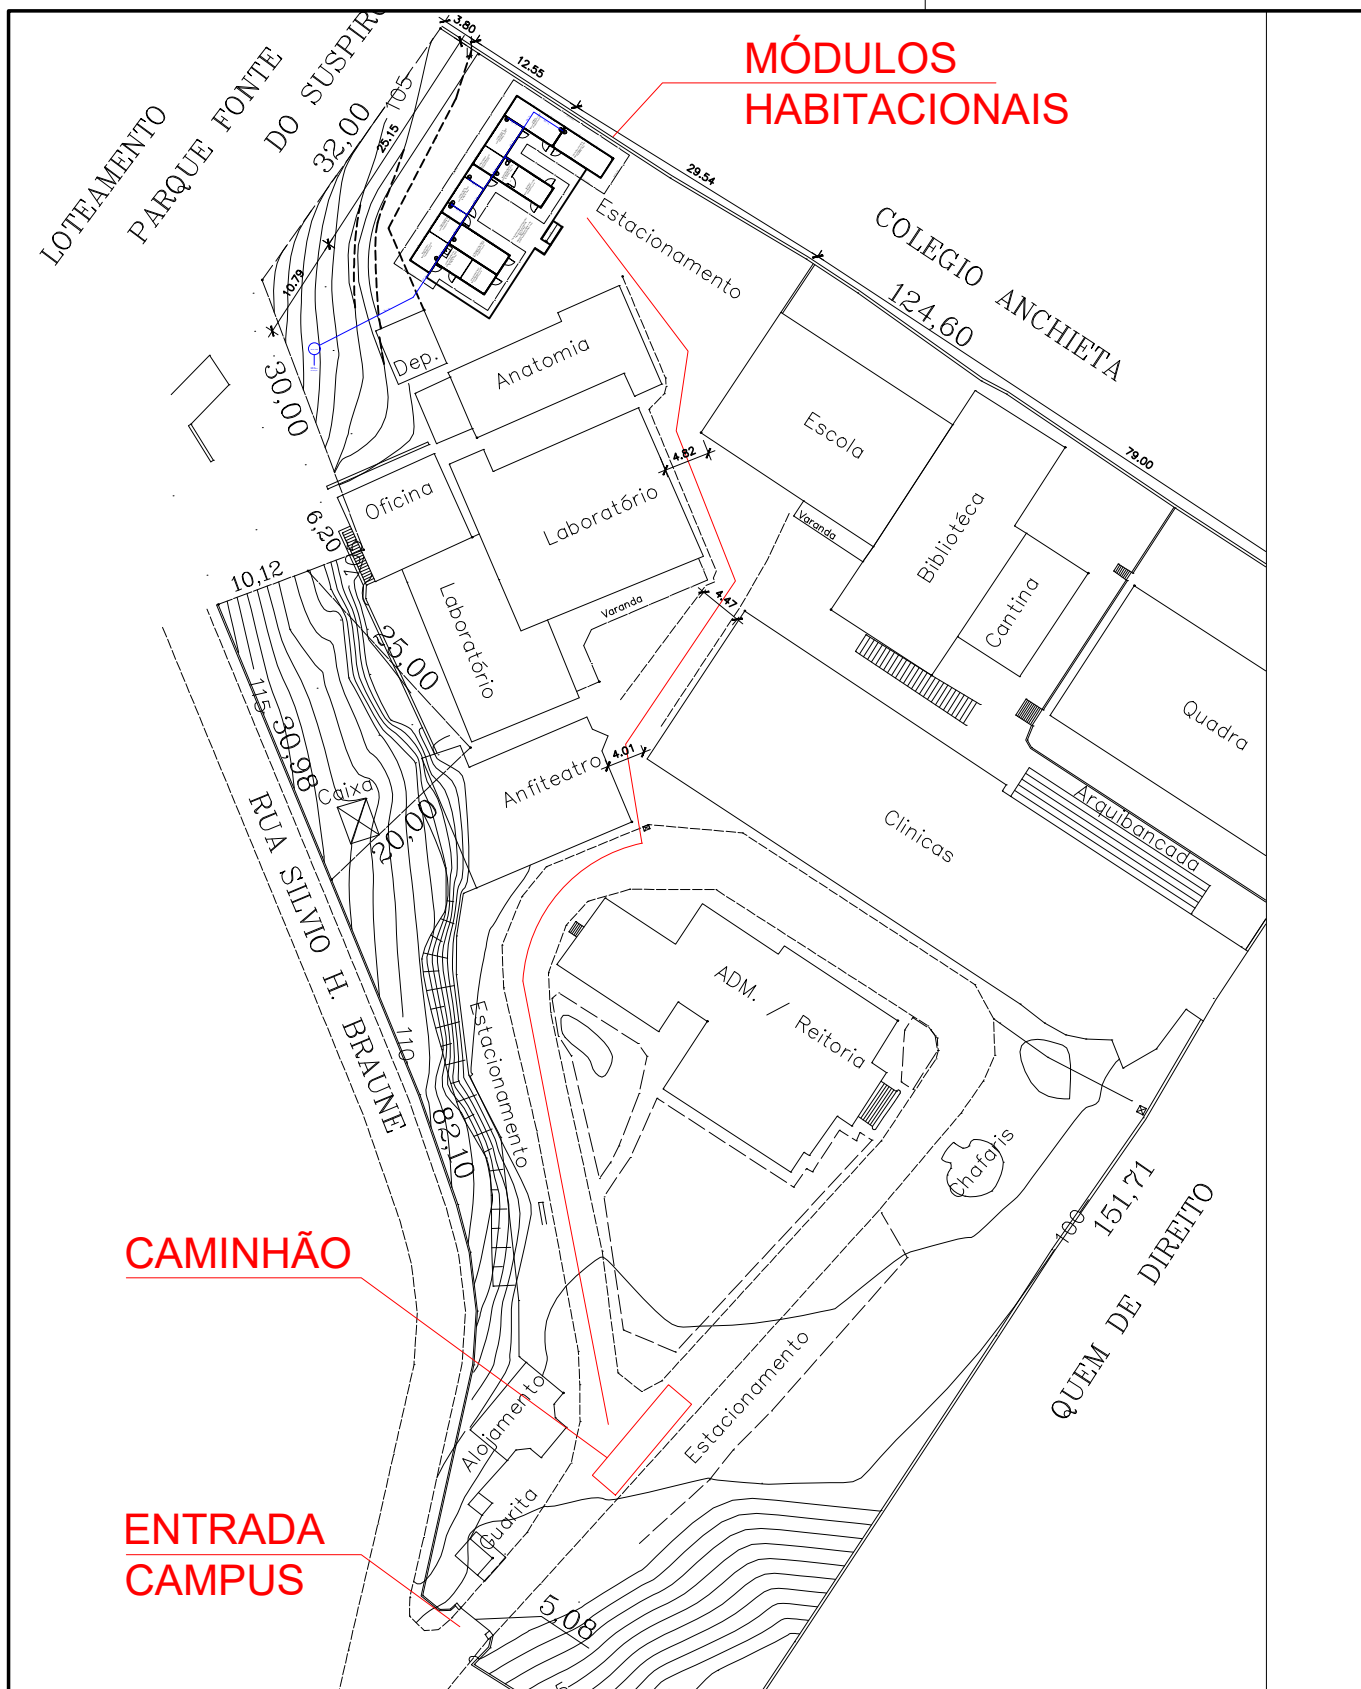 3.80
MÓDULOS
HABITACIONAIS
12.55
LOTEAMENTO
PARQUE FONTE
DO SUSPIRO
32,00
105
25.15
29.54
Estacionamento
COLEGIO ANCHIETA
124,60
10.79
30,00
Dep.
Anatomia
Escola
79.00
4.82
Oficina
Laboratório
Bibliotéca
Varanda
6,20
10,12
Cantina
Laboratório
Varanda
4.47
25,00
115
30,98
Quadra
4.01
Anfiteatro
Caixa
20,00
Clinicas
Arquibancada
RUA SILVIO H. BRAUNE
ADM. / Reitoria
110
Estacionamento
82,10
Chafaris
151,71
100
QUEM DE DIREITO
CAMINHÃO
Estacionamento
Alojamento
Guarita
ENTRADA
CAMPUS
5,08